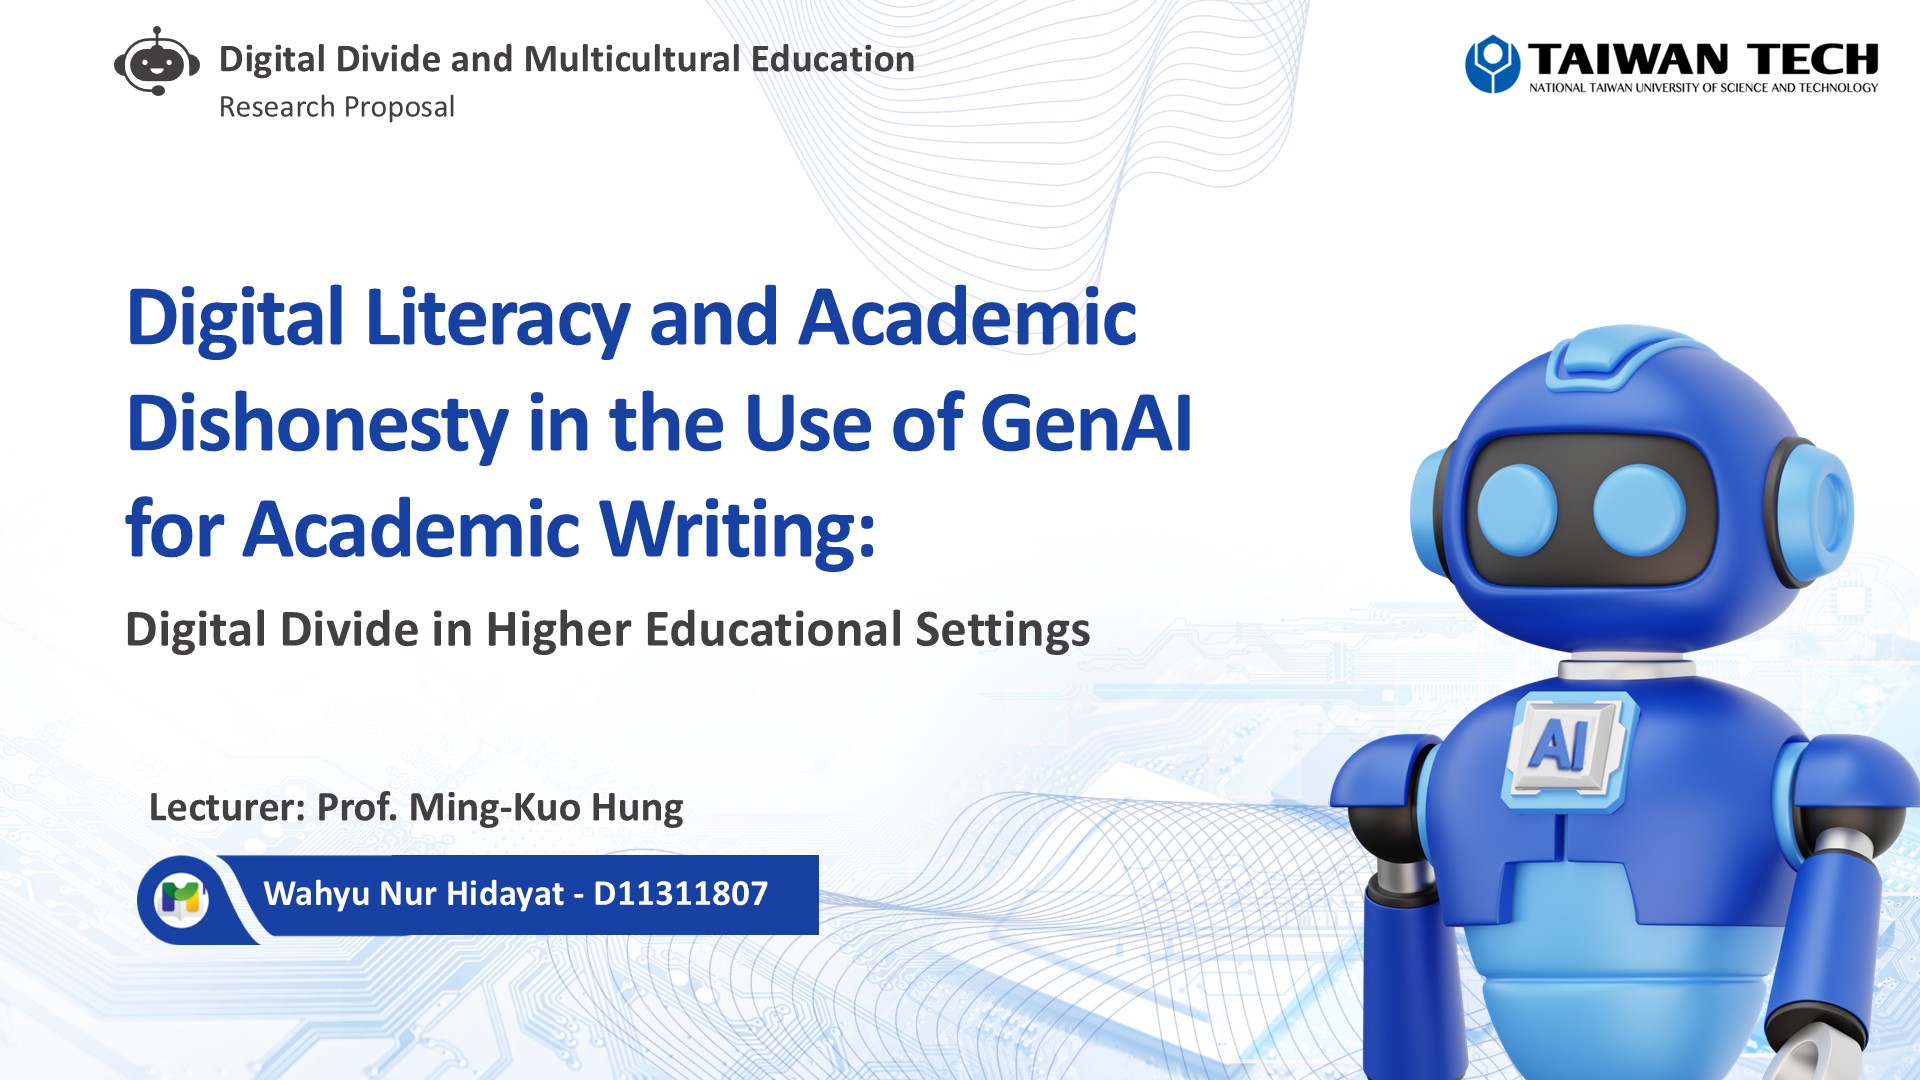 Digital Divide and Multicultural Education
Research Proposal
TAIWAN TECH
NATIONAL TAIWAN UNIVERSITY OF SCIENCE AND TECHNOLOGY
Digital Literacy and Academic
Dishonesty in the Use of GenAI
for Academic Writing:
Digital Divide in Higher Educational Settings
AI
Lecturer: Prof. Ming-Kuo Hung
Wahyu Nur Hidayat - D11311807